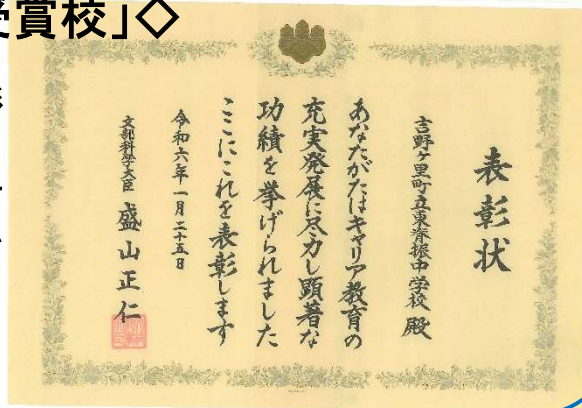 賞校」◇
表彰状
吉野ヶ里町立東脊振中学校 殿
あなたがたはキャリア教育の
充実発展に尽力し顕著な
功績を挙げられました
ここにこれを表彰します
令和六年一月二十五日
文部科学大臣 盛山正仁